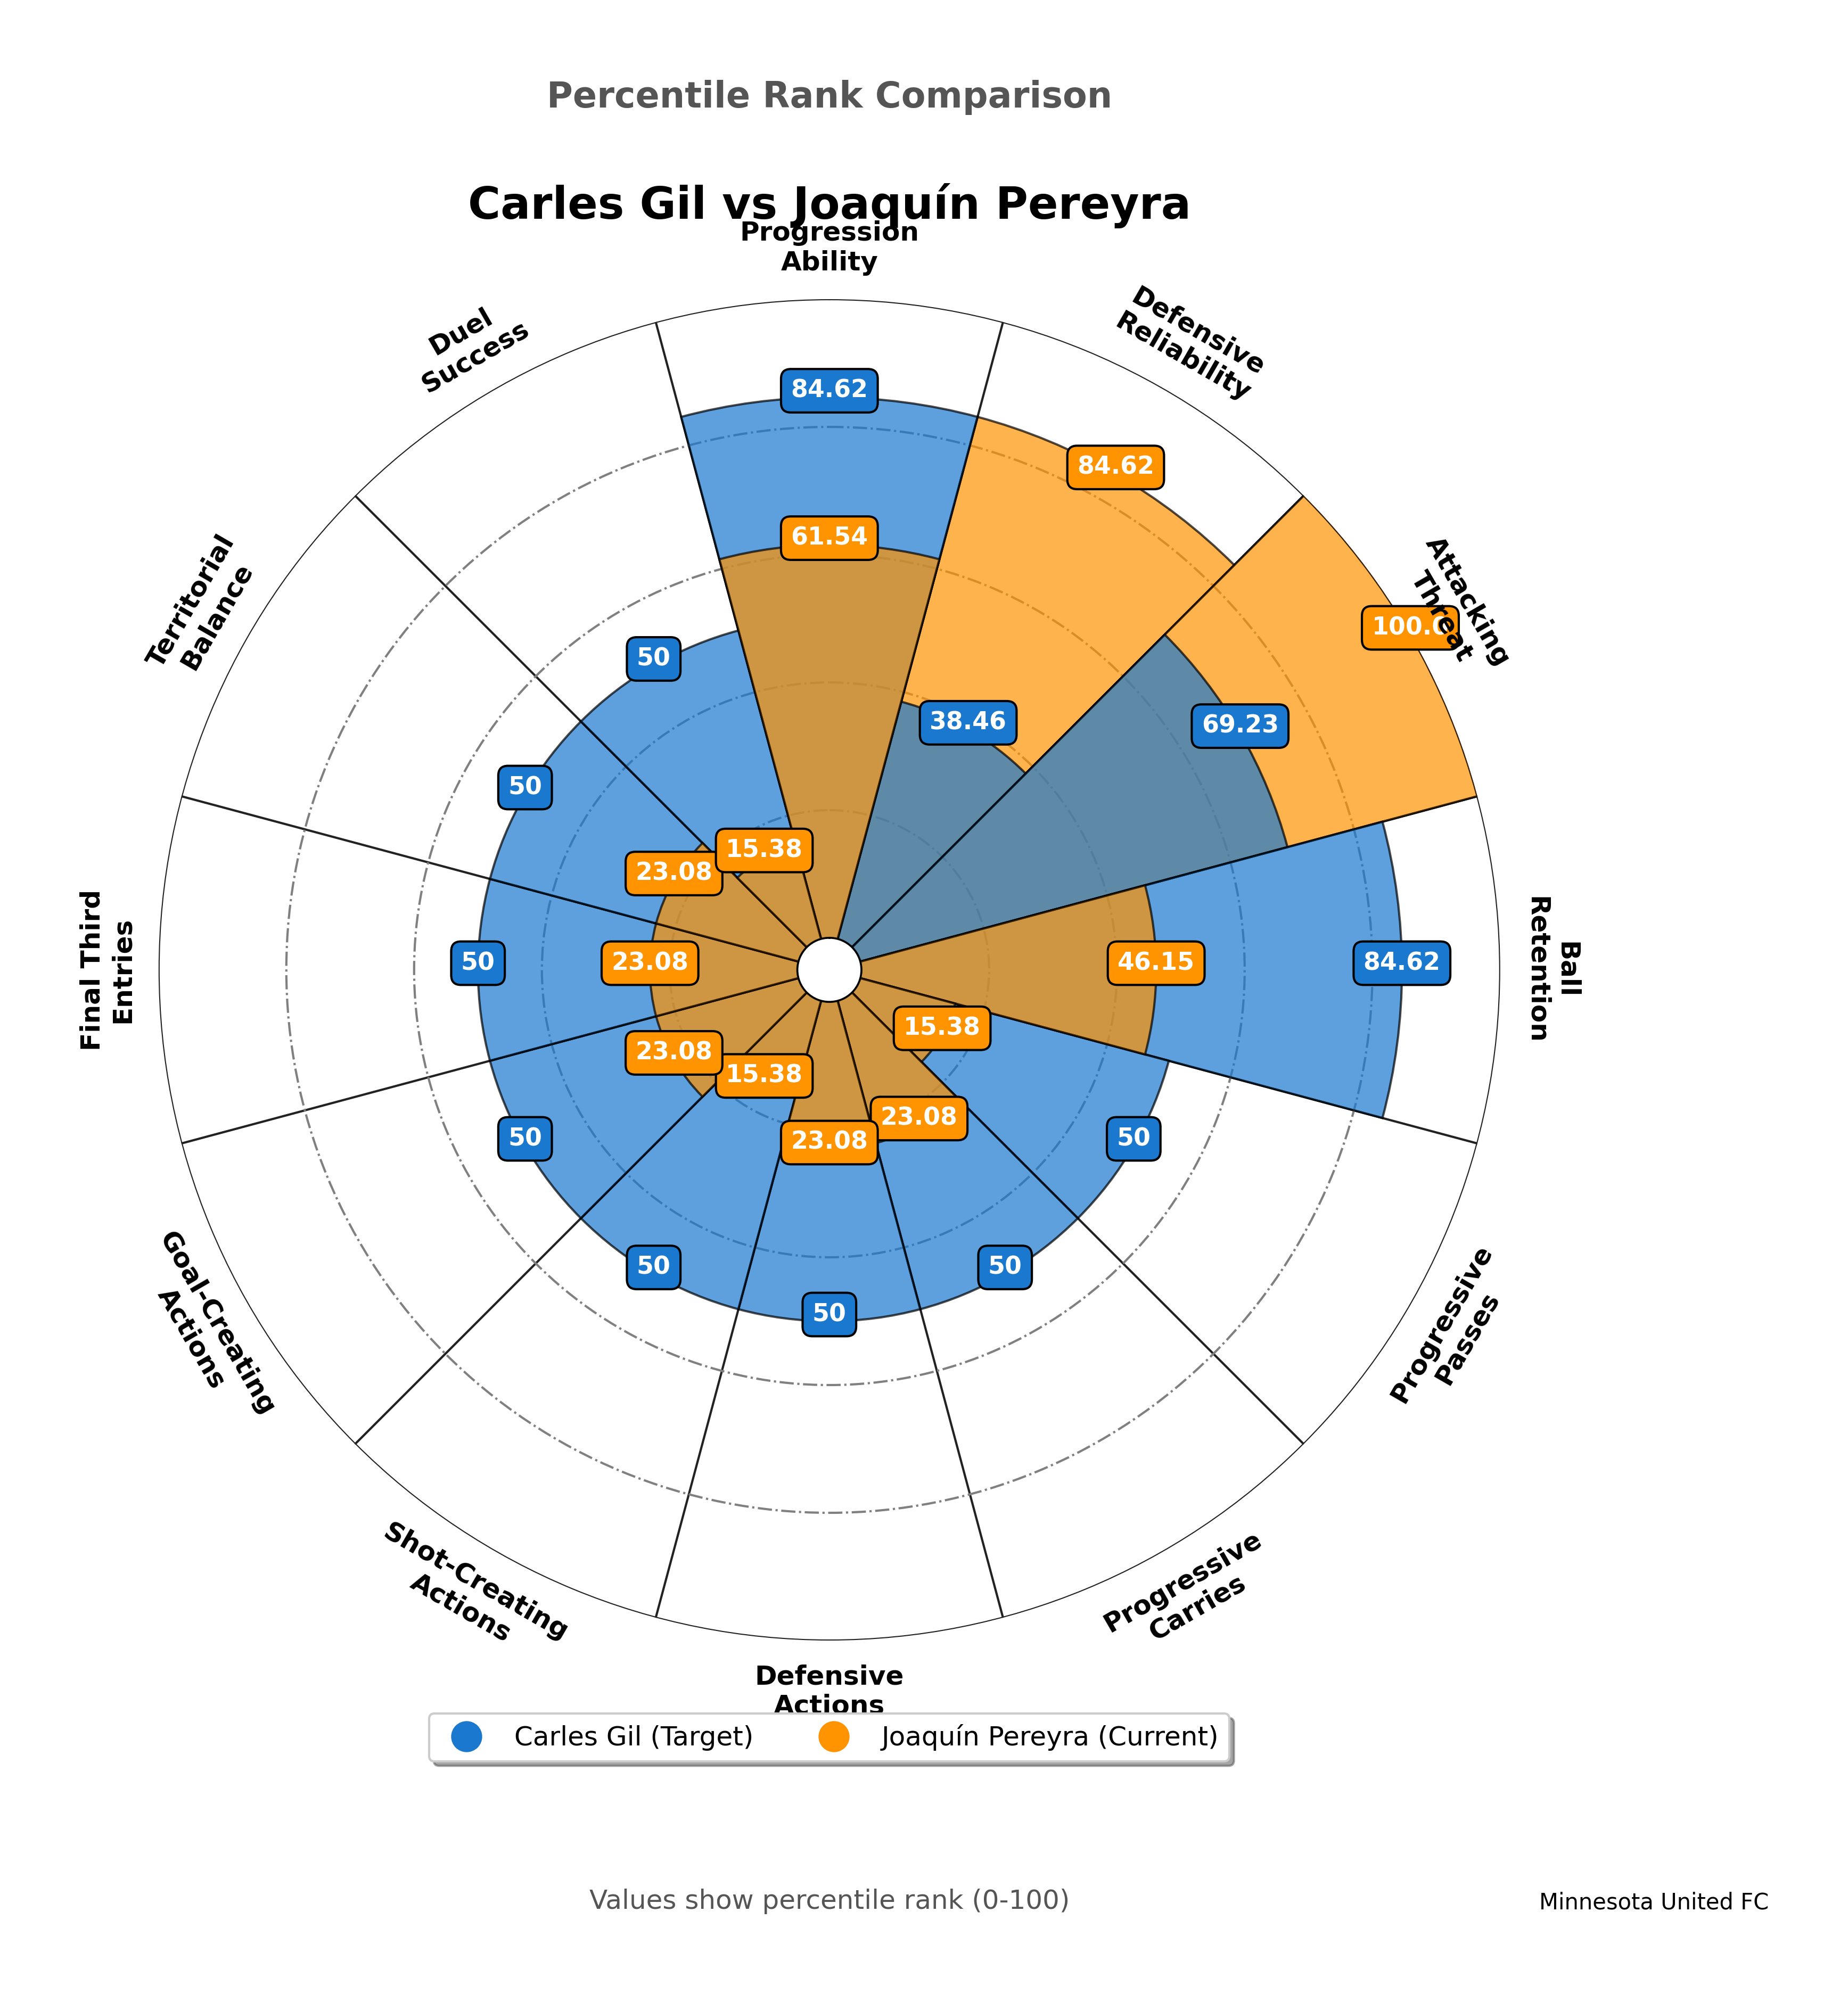 Percentile Rank Comparison
Carles Gil vs Joaquín Pereyra
Progression
Ability
Defensive
Reliability
Attacking
Threat
Ball
Retention
Progressive
Passes
Progressive
Carries
Defensive
Actions
Shot-Creating
Actions
Goal-Creating
Actions
Final Third
Entries
Territorial
Balance
Duel
Success
84.62
61.54
84.62
38.46
100.0
69.23
84.62
46.15
50
15.38
50
23.08
50
23.08
50
15.38
50
23.08
50
23.08
50
23.08
50
15.38
Carles Gil (Target)
Joaquín Pereyra (Current)
Values show percentile rank (0-100)
Minnesota United FC